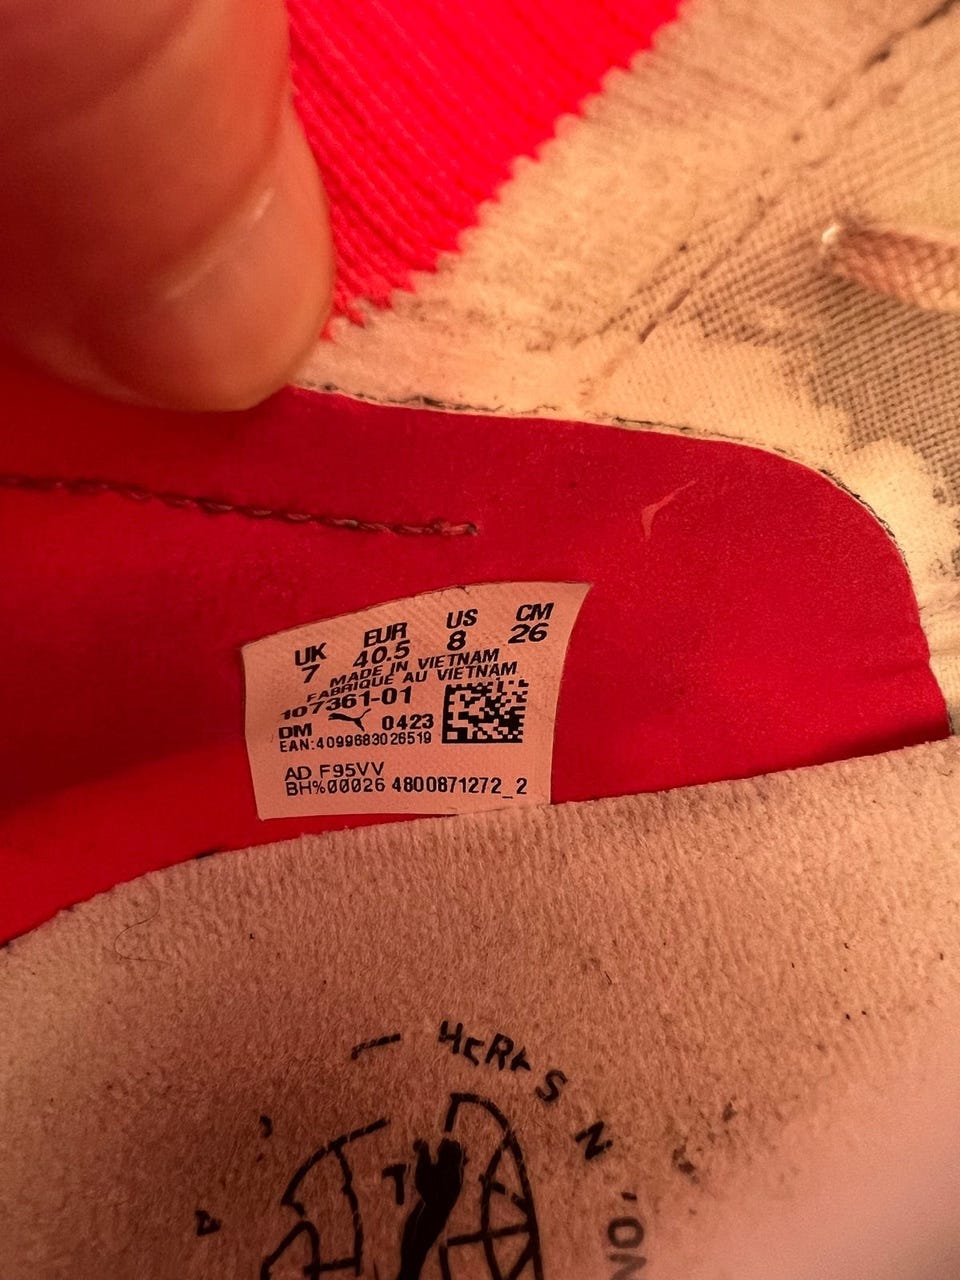 UK EUR US CM
7 40.5 8 26
MADE IN VIETNAM
FABRIQUE AU VIETNAM
107361-01
DM 0423
EAN:4099683026519
AD F95VV
BH%00026 4800871272_2